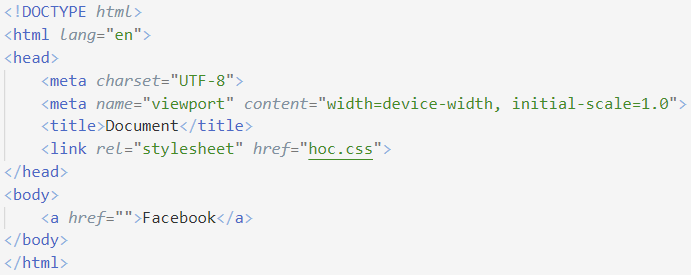 <!DOCTYPE html>
<html lang="en">
<head>
    <meta charset="UTF-8">
    <meta name="viewport" content="width=device-width, initial-scale=1.0">
    <title>Document</title>
    <link rel="stylesheet" href="hoc.css">
</head>
<body>
    <a href="">Facebook</a>
</body>
</html>